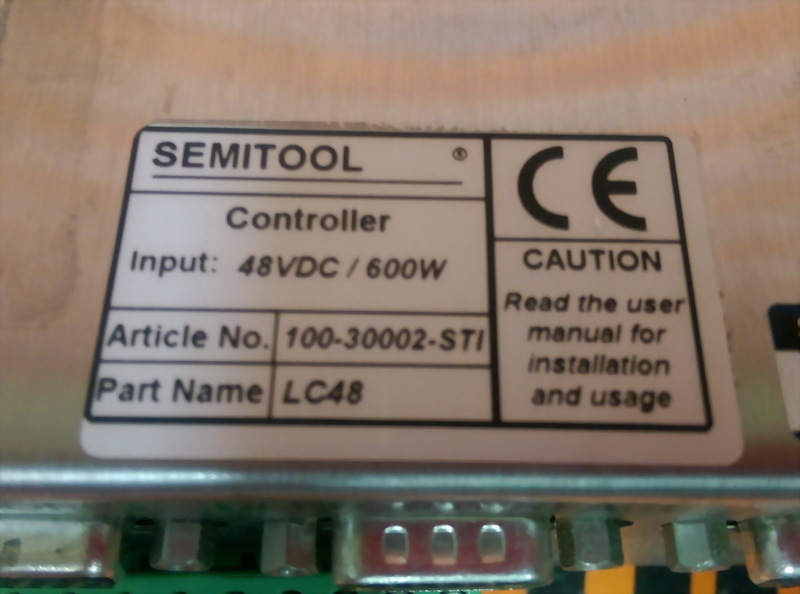 SEMITOOL ®
Controller
Input: 48VDC / 600W
Article No. 100-30002-STI
Part Name LC48
CE
CAUTION
Read the user
manual for
installation
and usage